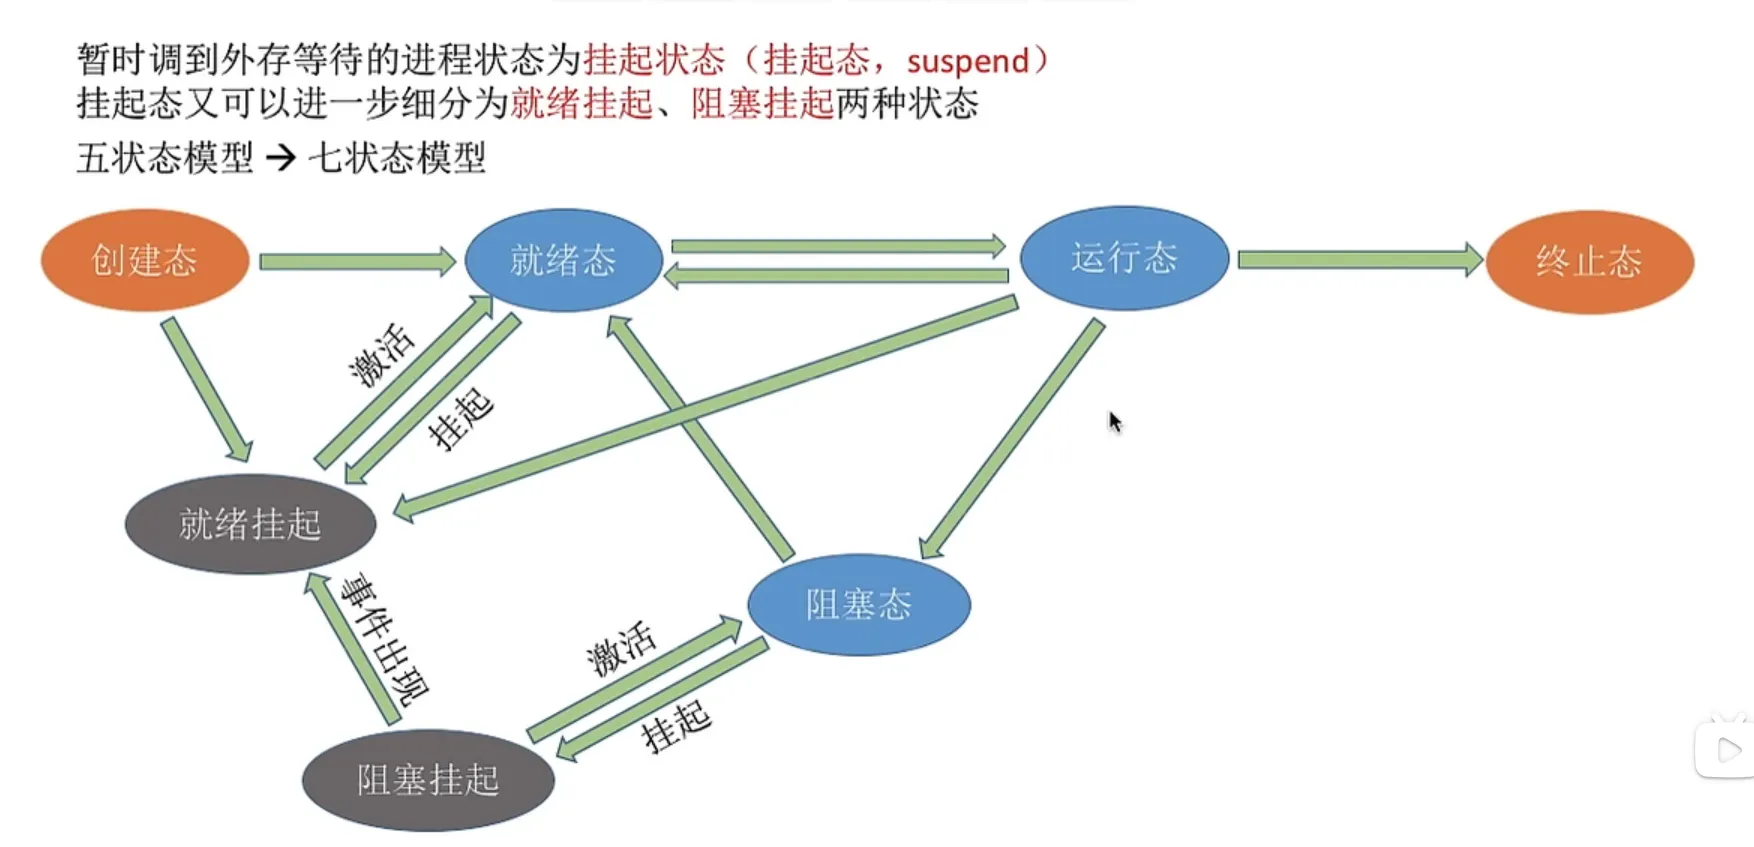 暂时调到外存等待的进程状态为挂起状态（挂起态，suspend）
挂起态又可以进一步细分为就绪挂起、阻塞挂起两种状态
五状态模型 → 七状态模型
创建态
就绪态
运行态
终止态
激活
挂起
就绪挂起
事件出现
阻塞态
激活
挂起
阻塞挂起